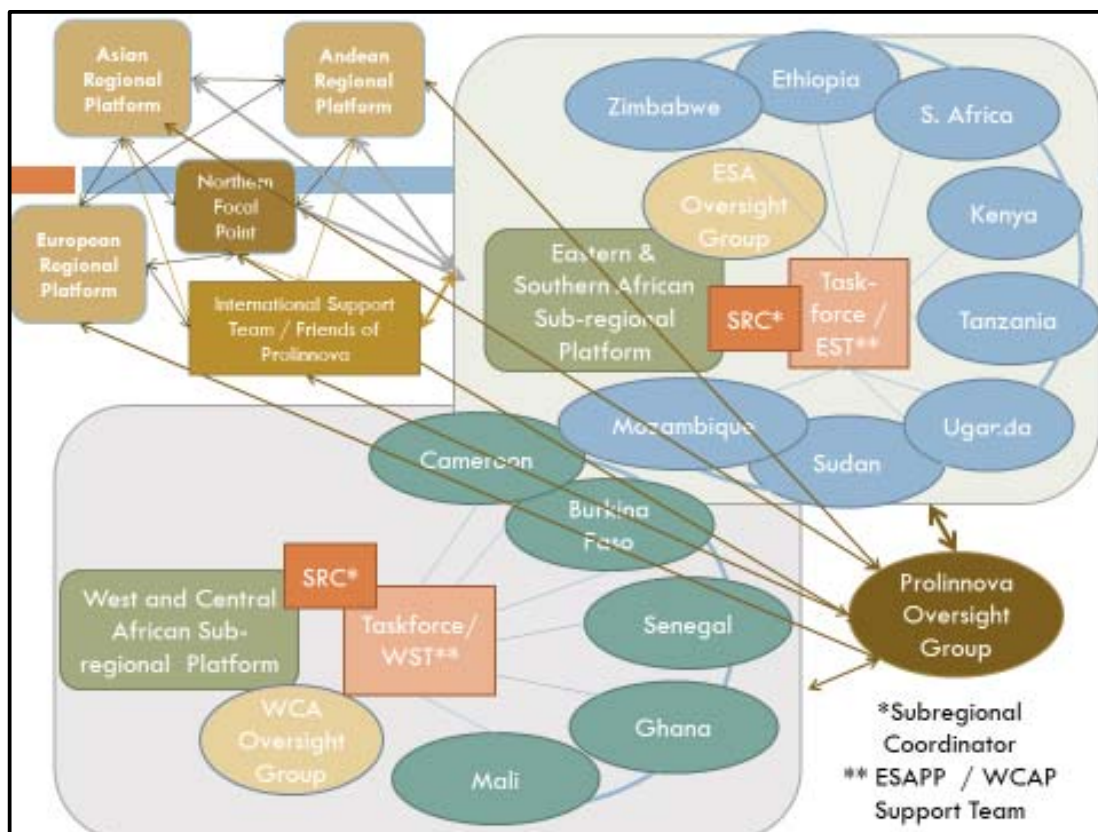 Asian
Regional
Platform
Andean
Regional
Platform
Northern
Focal
Point
European
Regional
Platform
International Support
Team / Friends of
Prolinnova
Zimbabwe
Ethiopia
S. Africa
Kenya
Tanzania
Uganda
Sudan
Mozambique
ESA
Oversight
Group
Eastern &
Southern African
Sub-regional
Platform
SRC*
Task-
force /
EST**
Cameroon
Burkina
Faso
Senegal
Ghana
Mali
SRC*
West and Central
African Sub-
regional Platform
Taskforce/
WST**
WCA
Oversight
Group
Prolinnova
Oversight
Group
*Subregional
Coordinator
** ESAPP / WCAP
Support Team